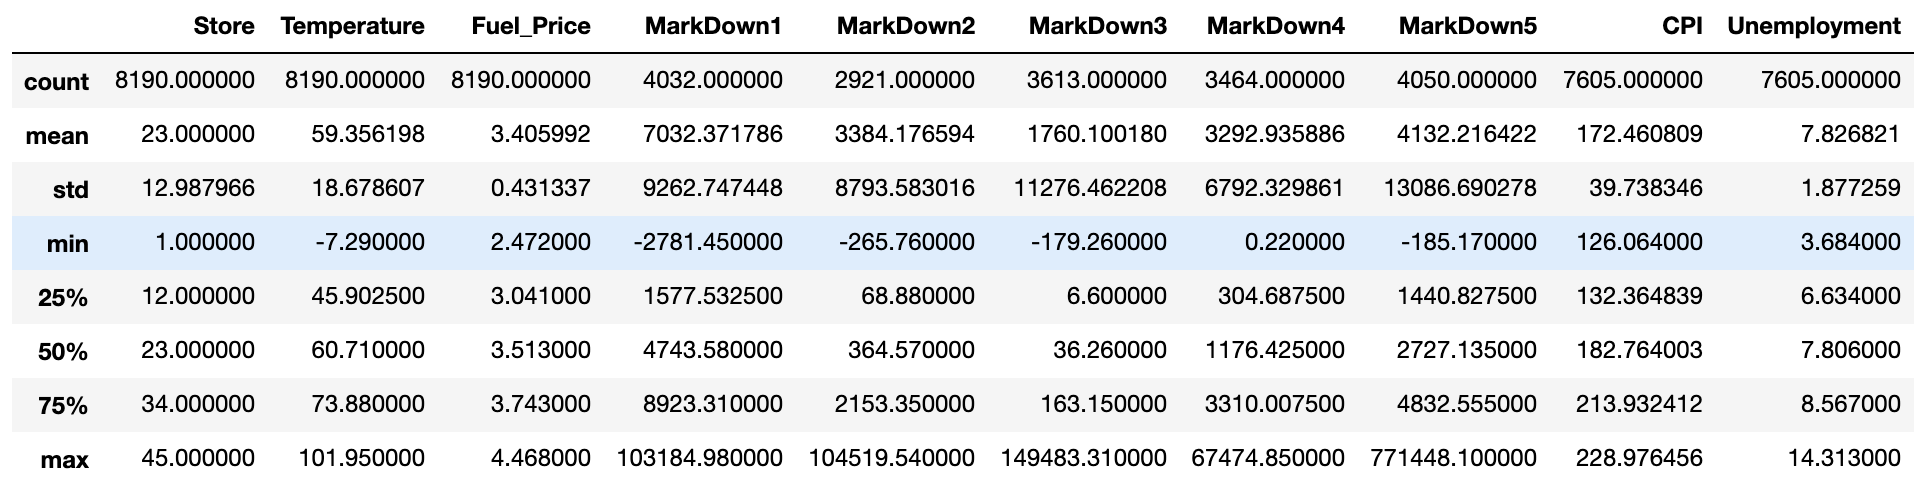 Store Temperature Fuel_Price MarkDown1 MarkDown2 MarkDown3 MarkDown4 MarkDown5 CPI Unemployment
count 8190.000000 8190.000000 8190.000000 4032.000000 2921.000000 3613.000000 3464.000000 4050.000000 7605.000000 7605.000000
mean 23.000000 59.356198 3.405992 7032.371786 3384.176594 1760.100180 3292.935886 4132.216422 172.460809 7.826821
std 12.987966 18.678607 0.431337 9262.747448 8793.583016 11276.462208 6792.329861 13086.690278 39.738346 1.877259
min 1.000000 -7.290000 2.472000 -2781.450000 -265.760000 -179.260000 0.220000 -185.170000 126.064000 3.684000
25% 12.000000 45.902500 3.041000 1577.532500 68.880000 6.600000 304.687500 1440.827500 132.364839 6.634000
50% 23.000000 60.710000 3.513000 4743.580000 364.570000 36.260000 1176.425000 2727.135000 182.764003 7.806000
75% 34.000000 73.880000 3.743000 8923.310000 2153.350000 163.150000 3310.007500 4832.555000 213.932412 8.567000
max 45.000000 101.950000 4.468000 103184.980000 104519.540000 149483.310000 67474.850000 771448.100000 228.976456 14.313000